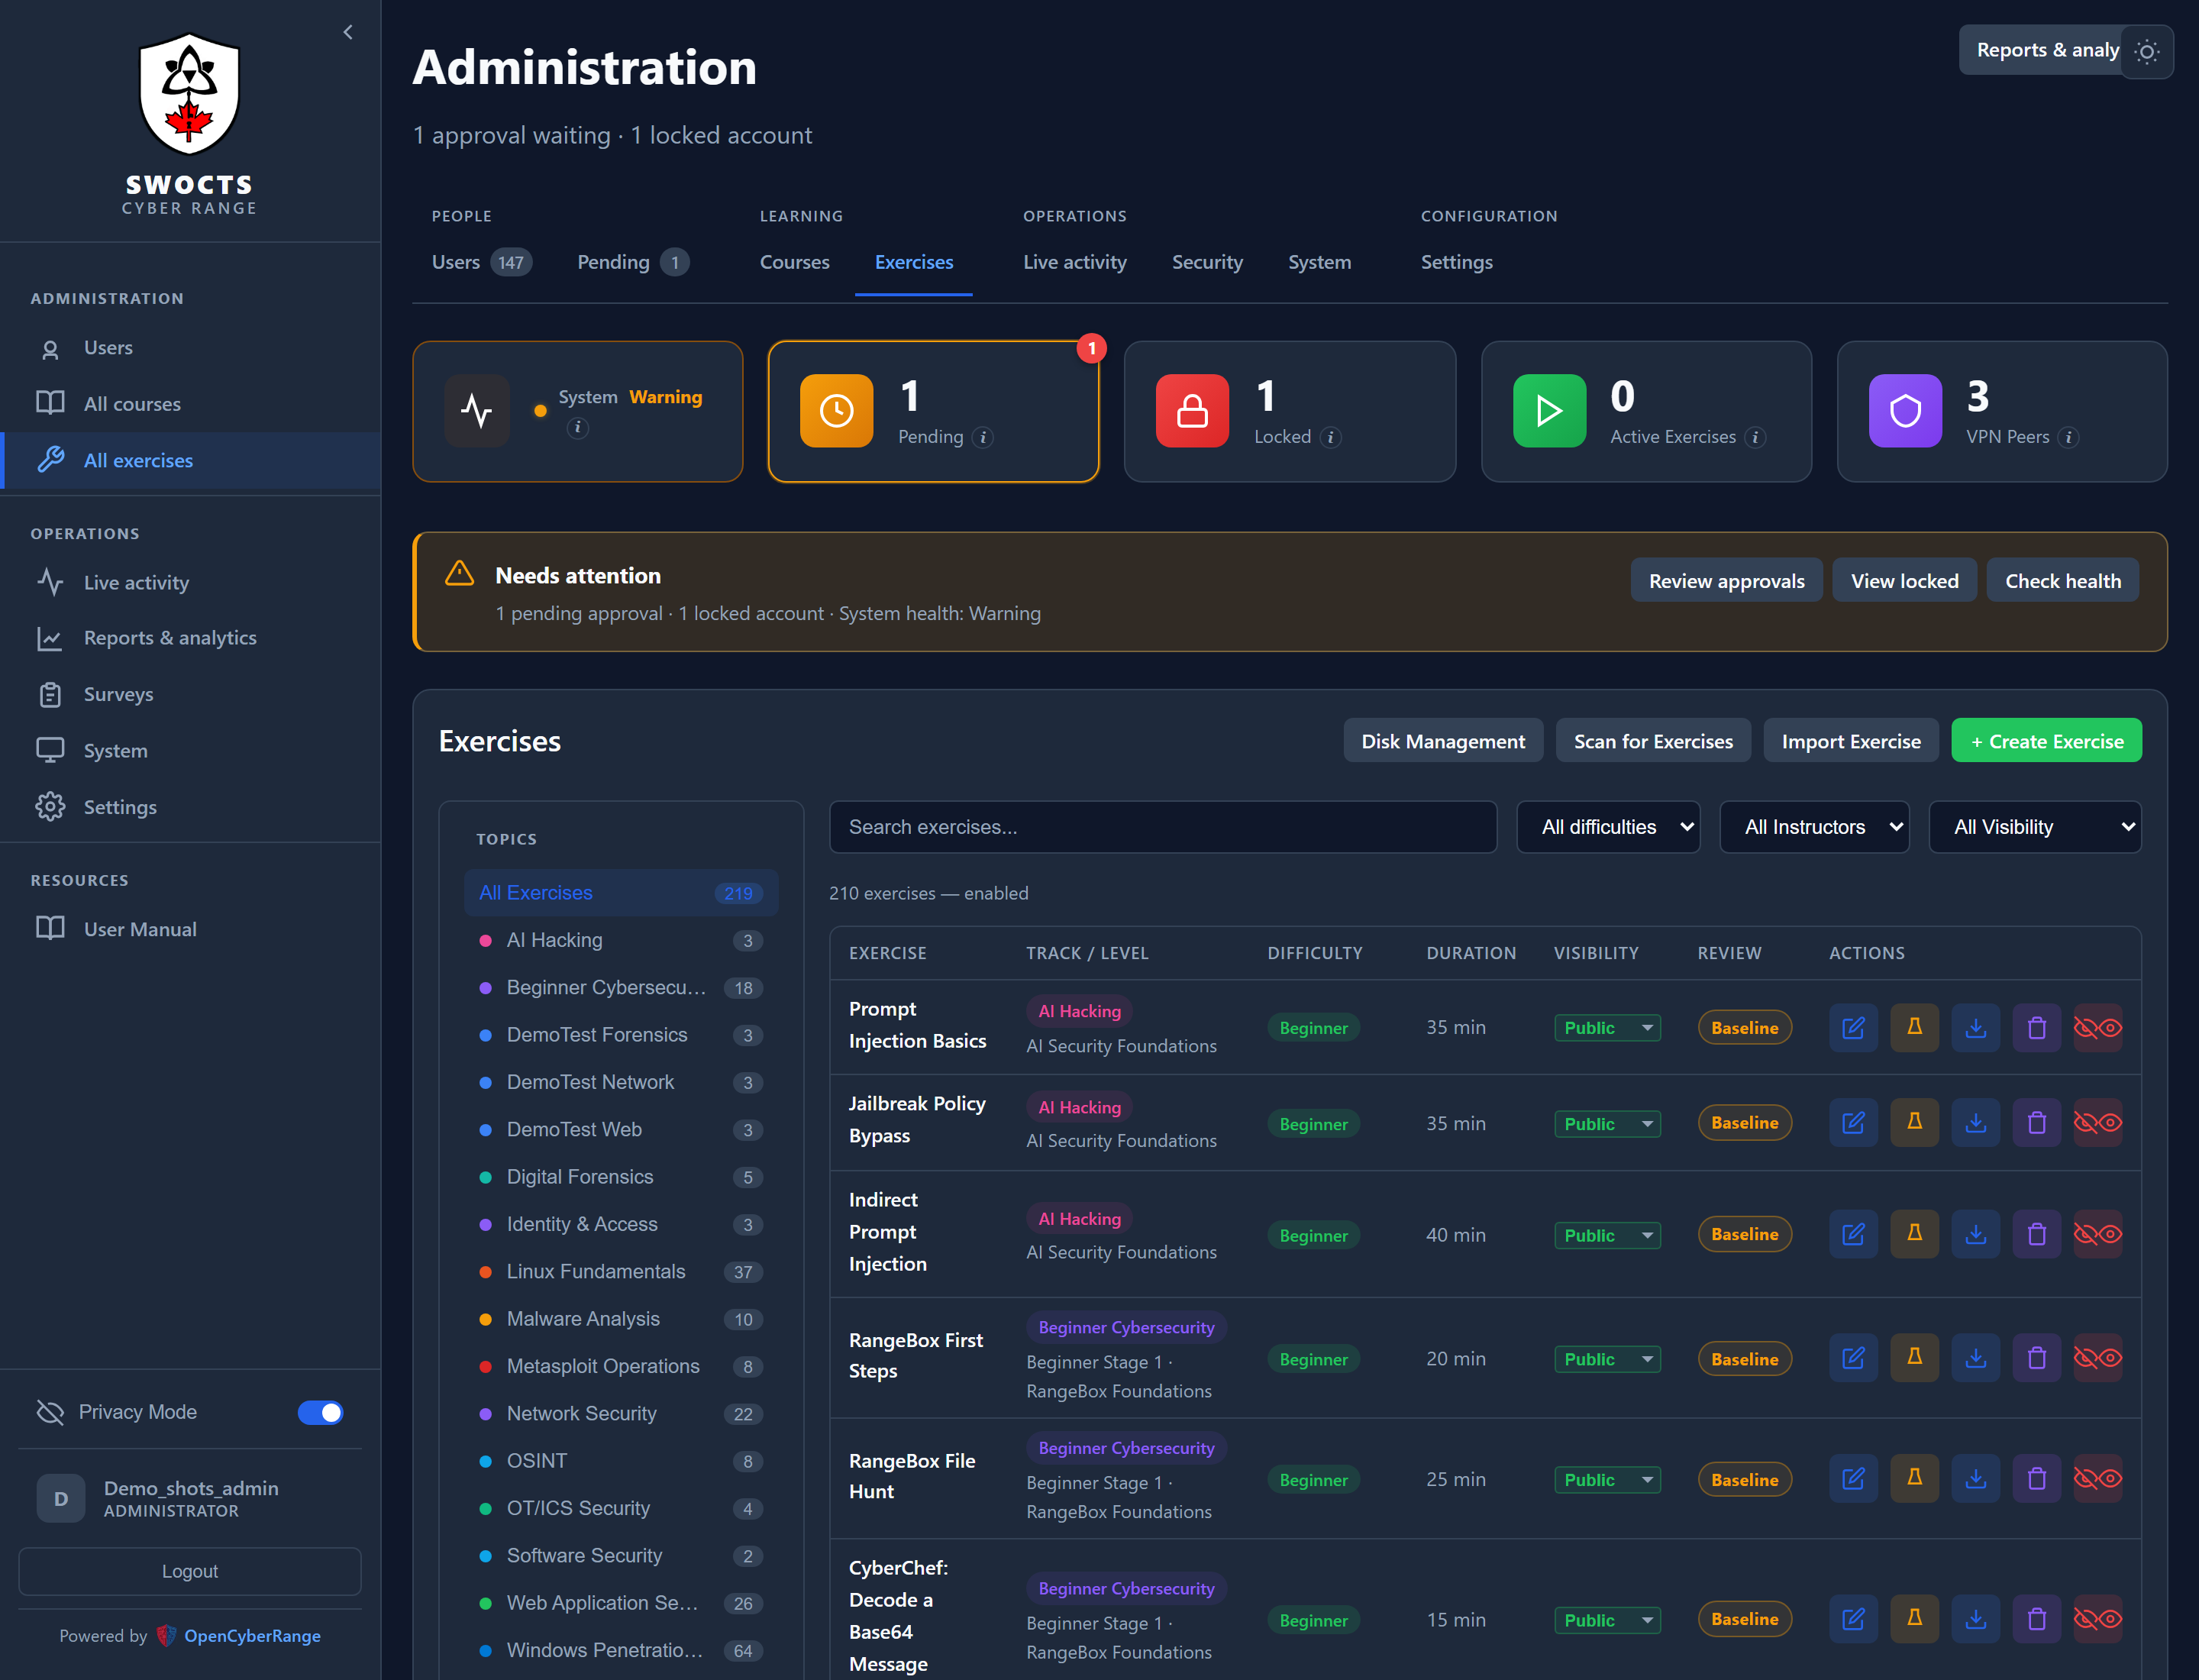 SWOCTS
CYBER RANGE
ADMINISTRATION
Users
All courses
All exercises
OPERATIONS
Live activity
Reports & analytics
Surveys
System
Settings
RESOURCES
User Manual
Privacy Mode
D
Demo_shots_admin
ADMINISTRATOR
Logout
Powered by OpenCyberRange
Administration
Reports & analy
1 approval waiting · 1 locked account
PEOPLE LEARNING OPERATIONS CONFIGURATION
Users 147 Pending 1 Courses Exercises Live activity Security System Settings
System Warning
i
1
1
Pending i
1
Locked i
0
Active Exercises i
3
VPN Peers i
Needs attention
1 pending approval · 1 locked account · System health: Warning
Review approvals View locked Check health
Exercises
Disk Management Scan for Exercises Import Exercise + Create Exercise
TOPICS
All Exercises 219
AI Hacking 3
Beginner Cybersecu... 18
DemoTest Forensics 3
DemoTest Network 3
DemoTest Web 3
Digital Forensics 5
Identity & Access 3
Linux Fundamentals 37
Malware Analysis 10
Metasploit Operations 8
Network Security 22
OSINT 8
OT/ICS Security 4
Software Security 2
Web Application Se... 26
Windows Penetratio... 64
Search exercises... All difficulties All Instructors All Visibility
210 exercises — enabled
EXERCISE TRACK / LEVEL DIFFICULTY DURATION VISIBILITY REVIEW ACTIONS
Prompt
Injection Basics
AI Hacking
AI Security Foundations
Beginner 35 min Public Baseline
Jailbreak Policy
Bypass
AI Hacking
AI Security Foundations
Beginner 35 min Public Baseline
Indirect
Prompt
Injection
AI Hacking
AI Security Foundations
Beginner 40 min Public Baseline
RangeBox First
Steps
Beginner Cybersecurity
Beginner Stage 1 ·
RangeBox Foundations
Beginner 20 min Public Baseline
RangeBox File
Hunt
Beginner Cybersecurity
Beginner Stage 1 ·
RangeBox Foundations
Beginner 25 min Public Baseline
CyberChef:
Decode a
Base64
Message
Beginner Cybersecurity
Beginner Stage 1 ·
RangeBox Foundations
Beginner 15 min Public Baseline